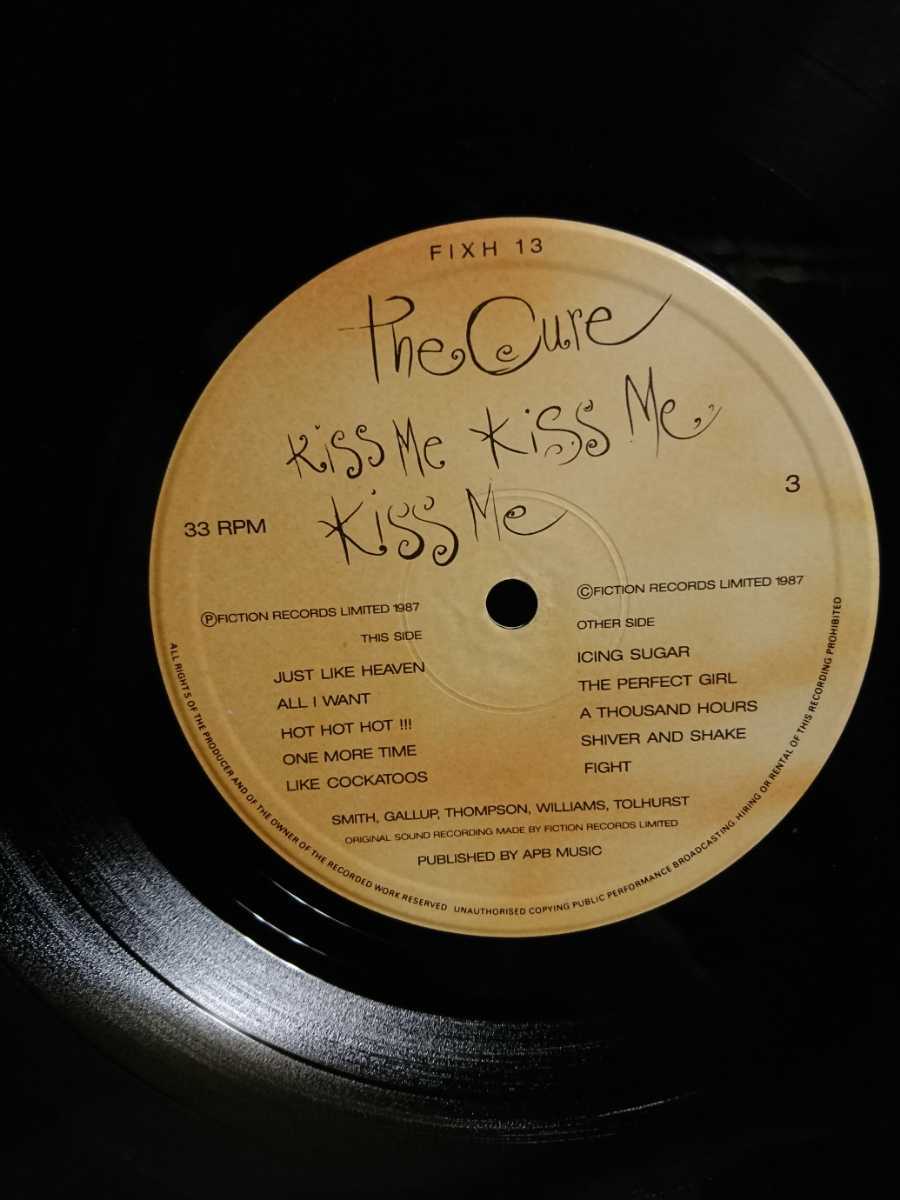 FIXH 13
The Cure
Kiss Me Kiss Me
Kiss Me
33 RPM
3
ⓅFICTION RECORDS LIMITED 1987
THIS SIDE
JUST LIKE HEAVEN
ALL I WANT
HOT HOT HOT !!!
ONE MORE TIME
LIKE COCKATOOS
©FICTION RECORDS LIMITED 1987
OTHER SIDE
ICING SUGAR
THE PERFECT GIRL
A THOUSAND HOURS
SHIVER AND SHAKE
FIGHT
SMITH, GALLUP, THOMPSON, WILLIAMS, TOLHURST
ORIGINAL SOUND RECORDING MADE BY FICTION RECORDS LIMITED
PUBLISHED BY APB MUSIC
ALL RIGHTS OF THE PRODUCER AND OF THE OWNER OF THE RECORDED WORK RESERVED UNAUTHORISED COPYING PUBLIC PERFORMANCE BROADCASTING HIRING OR RENTAL OF THIS RECORDING PROHIBITED